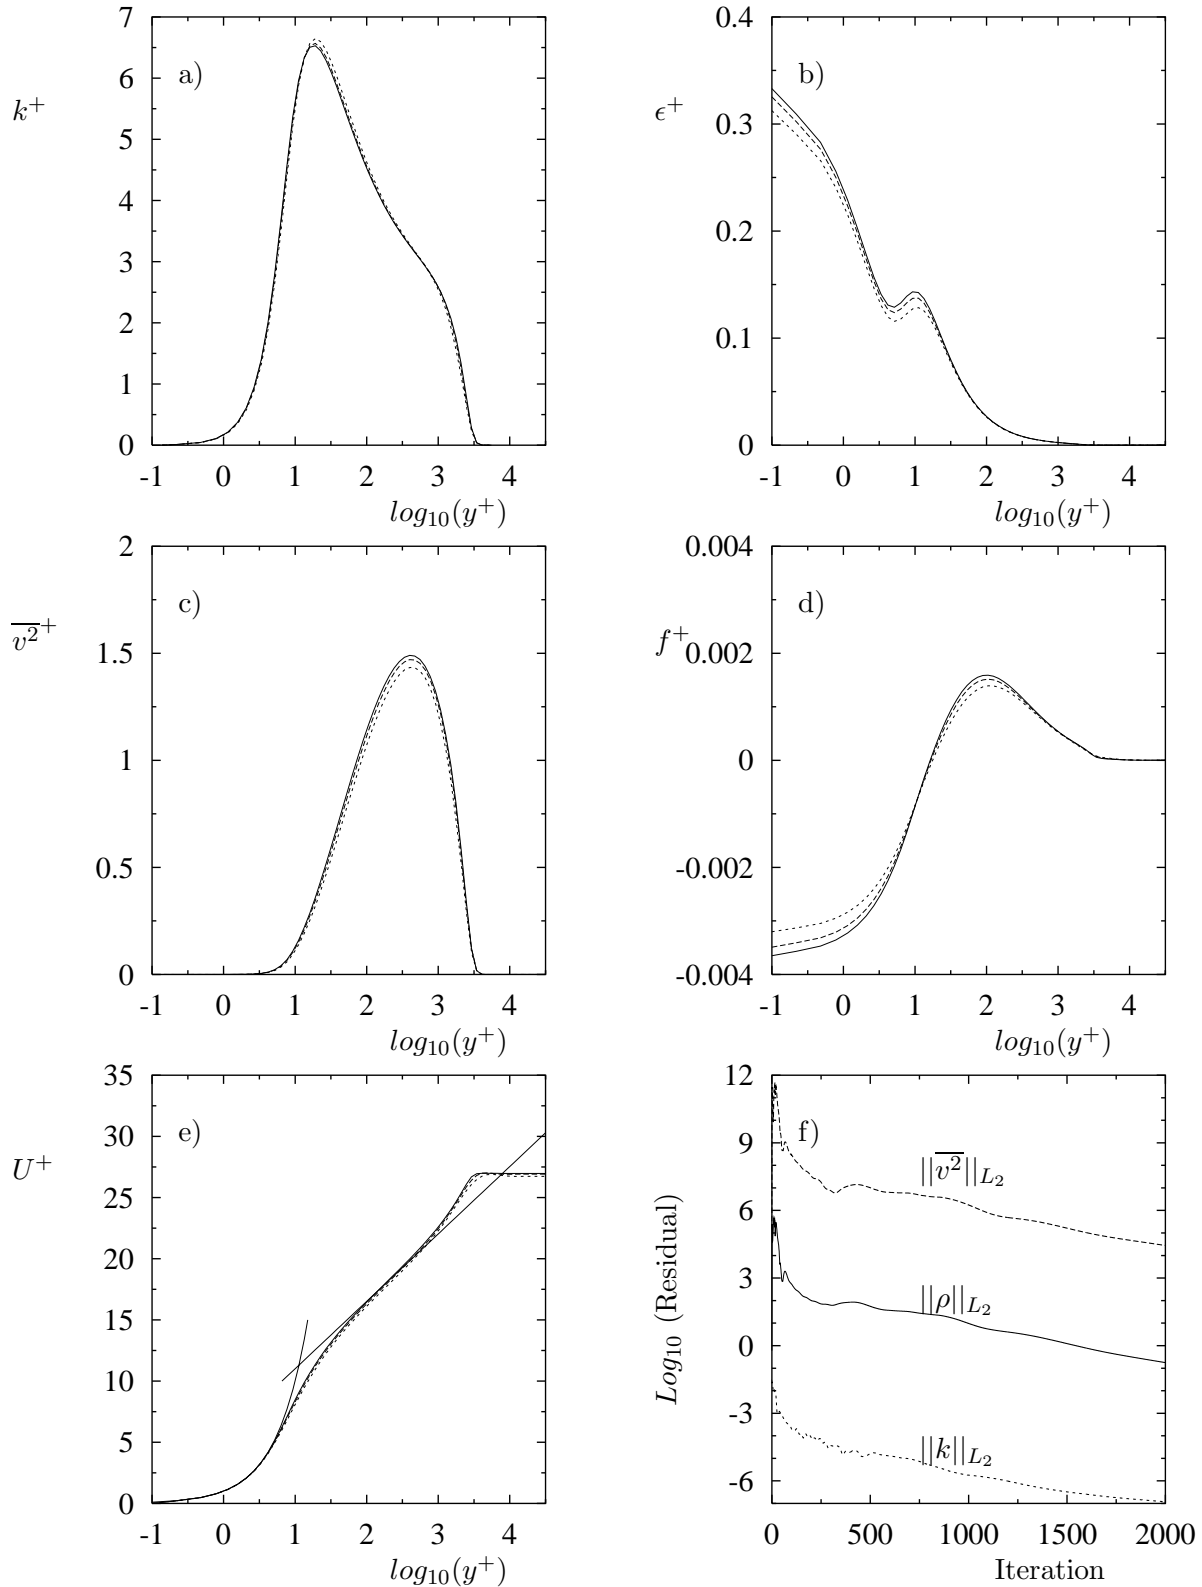 7
6
5
4
3
2
1
0
k⁺
a)
-1 0 1 2 3 4
log₁₀(y⁺)
0.4
0.3
0.2
0.1
0
ϵ⁺
b)
-1 0 1 2 3 4
log₁₀(y⁺)
2
1.5
1
0.5
0
v²⁺
c)
-1 0 1 2 3 4
log₁₀(y⁺)
0.004
0.002
0
-0.002
-0.004
f⁺
d)
-1 0 1 2 3 4
log₁₀(y⁺)
35
30
25
20
15
10
5
0
U⁺
e)
-1 0 1 2 3 4
log₁₀(y⁺)
12
9
6
3
0
-3
-6
Log₁₀ (Residual)
f)
||v²||L₂
||ρ||L₂
||k||L₂
0 500 1000 1500 2000
Iteration